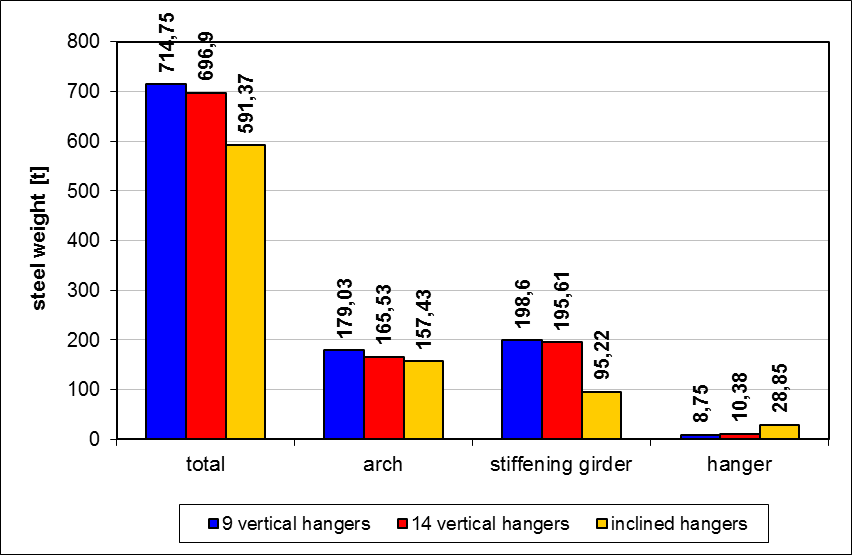 steel weight [t]
800
700
600
500
400
300
200
100
0
714,75
696,9
591,37
179,03
165,53
157,43
198,6
195,61
95,22
8,75
10,38
28,85
total
arch
stiffening girder
hanger
9 vertical hangers
14 vertical hangers
inclined hangers